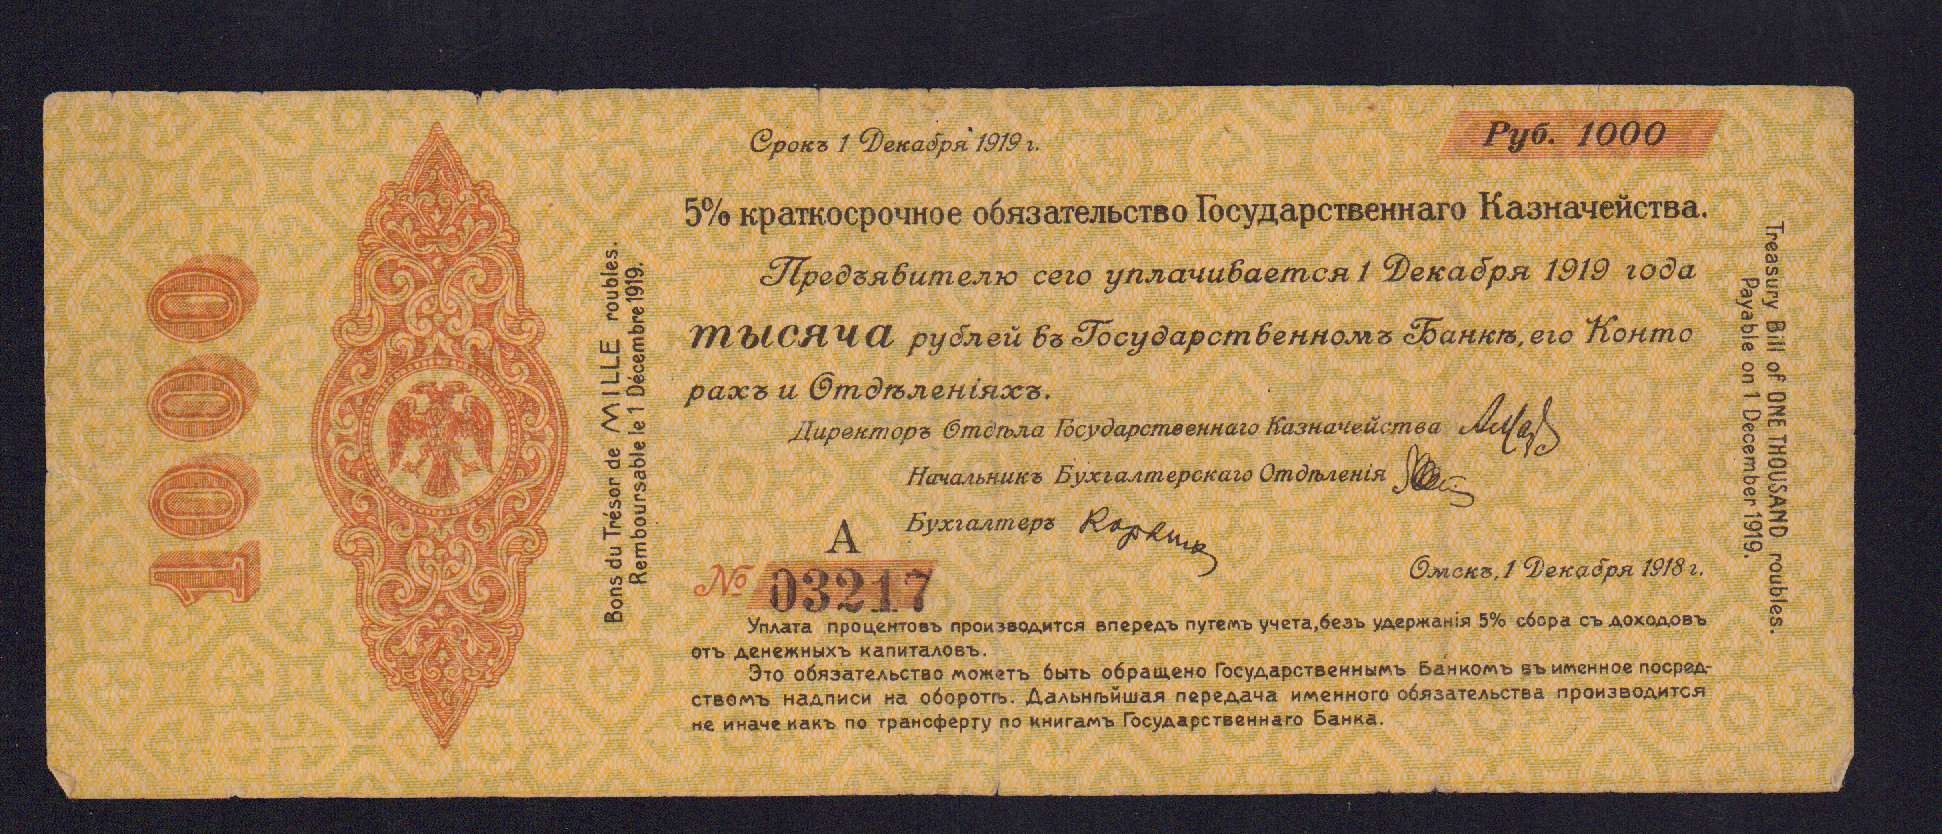 1000
Bons du Trésor de MILLE roubles.
Remboursable le 1 Décembre 1919.
Срокъ 1 Декабря 1919 г.
Руб. 1000
5% краткосрочное обязательство Государственнаго Казначейства.
Предъявителю сего уплачивается 1 Декабря 1919 года
тысяча рублей въ Государственномъ Банкѣ, его Конто
рахъ и Отдѣленіяхъ.
Директоръ Отдѣла Государственнаго Казначейства
Начальникъ Бухгалтерскаго Отдѣленія
Бухгалтеръ
А
№ 03217
Омскъ, 1 Декабря 1918 г.
Уплата процентовъ производится впередъ путемъ учета, безъ удержанія 5% сбора съ доходовъ
отъ денежныхъ капиталовъ.
Это обязательство можетъ быть обращено Государственнымъ Банкомъ въ именное посред-
ствомъ надписи на оборотѣ. Дальнѣйшая передача именного обязательства производится
не иначе какъ по трансферту по книгамъ Государственнаго Банка.
Treasury Bill of ONE THOUSAND roubles.
Payable on 1 December 1919.